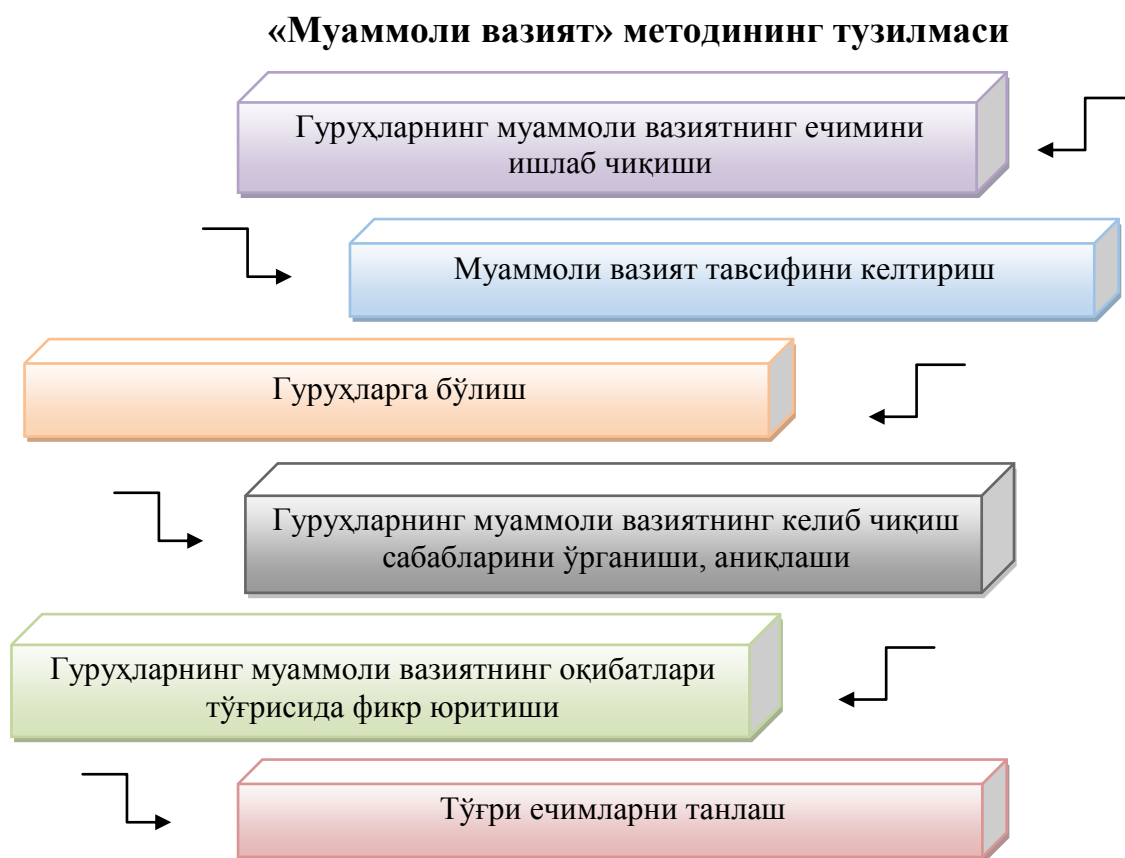 «Муаммоли вазият» методининг тузилмаси
Гуруҳларнинг муаммоли вазиятнинг ечимини
ишлаб чиқиши
Муаммоли вазият тавсифини келтириш
Гуруҳларга бўлиш
Гуруҳларнинг муаммоли вазиятнинг келиб чиқиш
сабабларини ўрганиши, аниқлаши
Гуруҳларнинг муаммоли вазиятнинг оқибатлари
тўғрисида фикр юритиши
Тўғри ечимларни танлаш